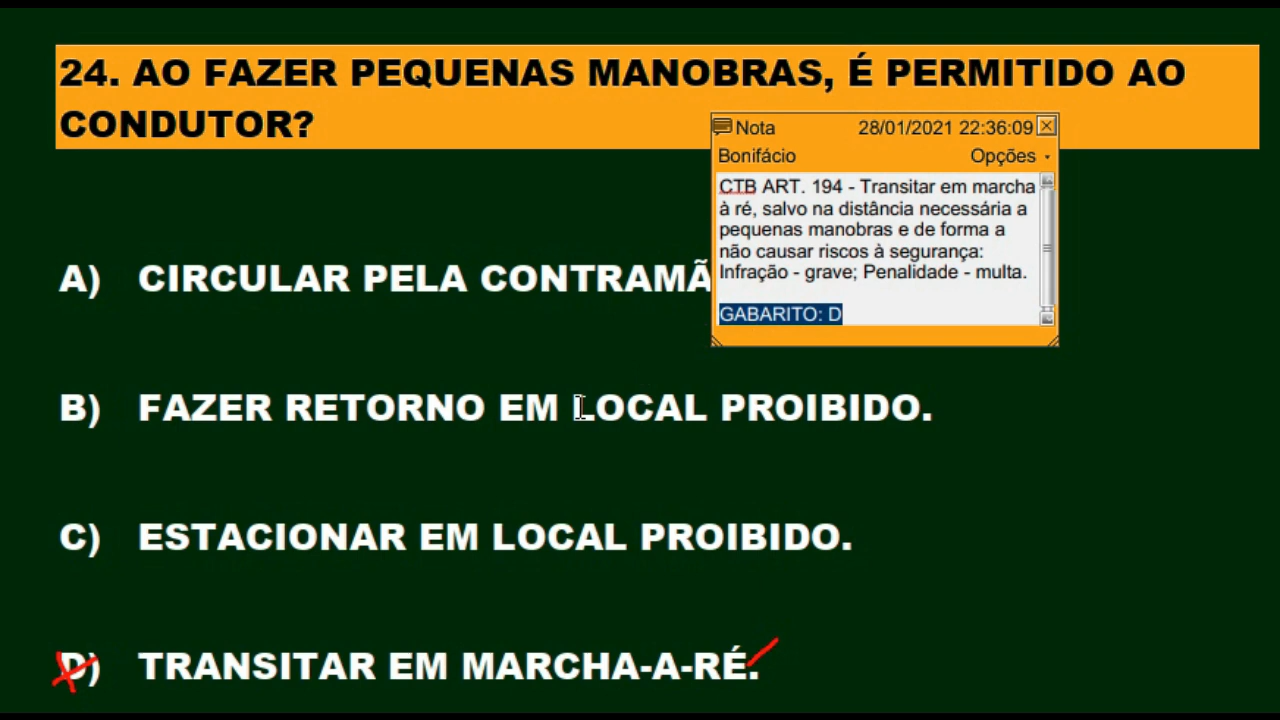 24. AO FAZER PEQUENAS MANOBRAS, É PERMITIDO AO
CONDUTOR?
Nota 28/01/2021 22:36:09
Bonifácio Opções
CTB ART. 194 - Transitar em marcha
à ré, salvo na distância necessária a
pequenas manobras e de forma a
não causar riscos à segurança:
Infração - grave; Penalidade - multa.
GABARITO: D
A) CIRCULAR PELA CONTRAMÃ
B) FAZER RETORNO EM LOCAL PROIBIDO.
C) ESTACIONAR EM LOCAL PROIBIDO.
D) TRANSITAR EM MARCHA-A-RÉ.